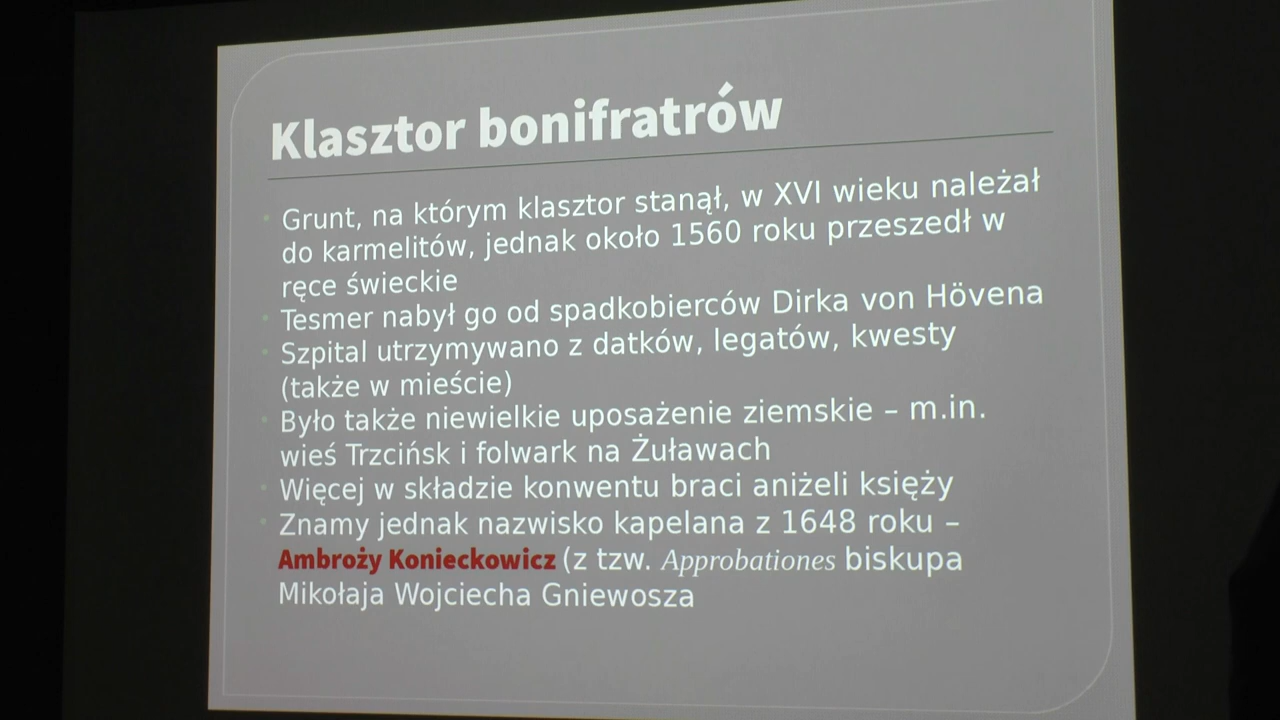 Klasztor bonifratrów
Grunt, na którym klasztor stanął, w XVI wieku należał
do karmelitów, jednak około 1560 roku przeszedł w
ręce świeckie
Tesmer nabył go od spadkobierców Dirka von Hövena
Szpital utrzymywano z datków, legatów, kwesty
(także w mieście)
Było także niewielkie uposażenie ziemskie – m.in.
wieś Trzcińsk i folwark na Żuławach
Więcej w składzie konwentu braci aniżeli księży
Znamy jednak nazwisko kapelana z 1648 roku –
Ambroży Konieckowicz (z tzw. Approbationes biskupa
Mikołaja Wojciecha Gniewosza